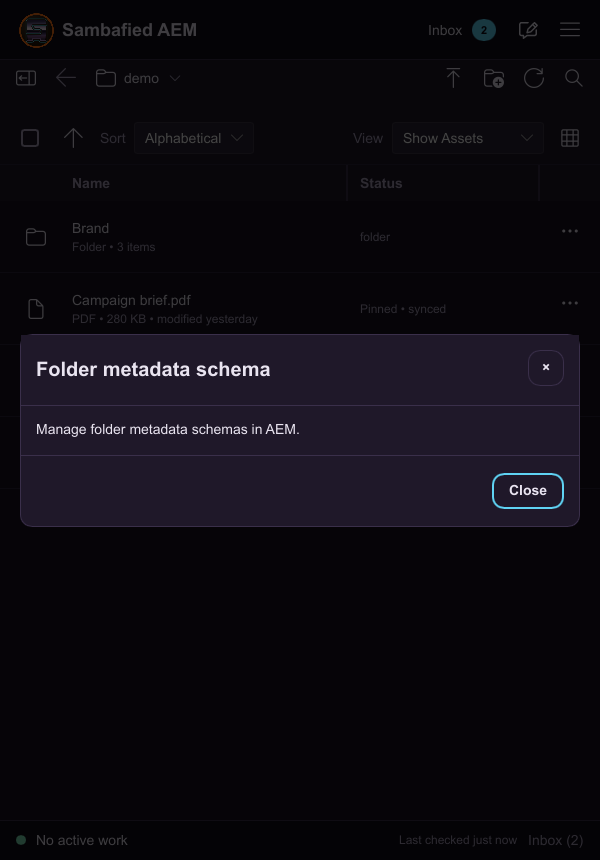 Sambafied AEM
Inbox 2
demo
Sort Alphabetical View Show Assets
Name Status
Brand
Folder • 3 items
folder
Campaign brief.pdf
PDF • 280 KB • modified yesterday
Pinned • synced
Folder metadata schema
×
Manage folder metadata schemas in AEM.
Close
No active work
Last checked just now
Inbox (2)